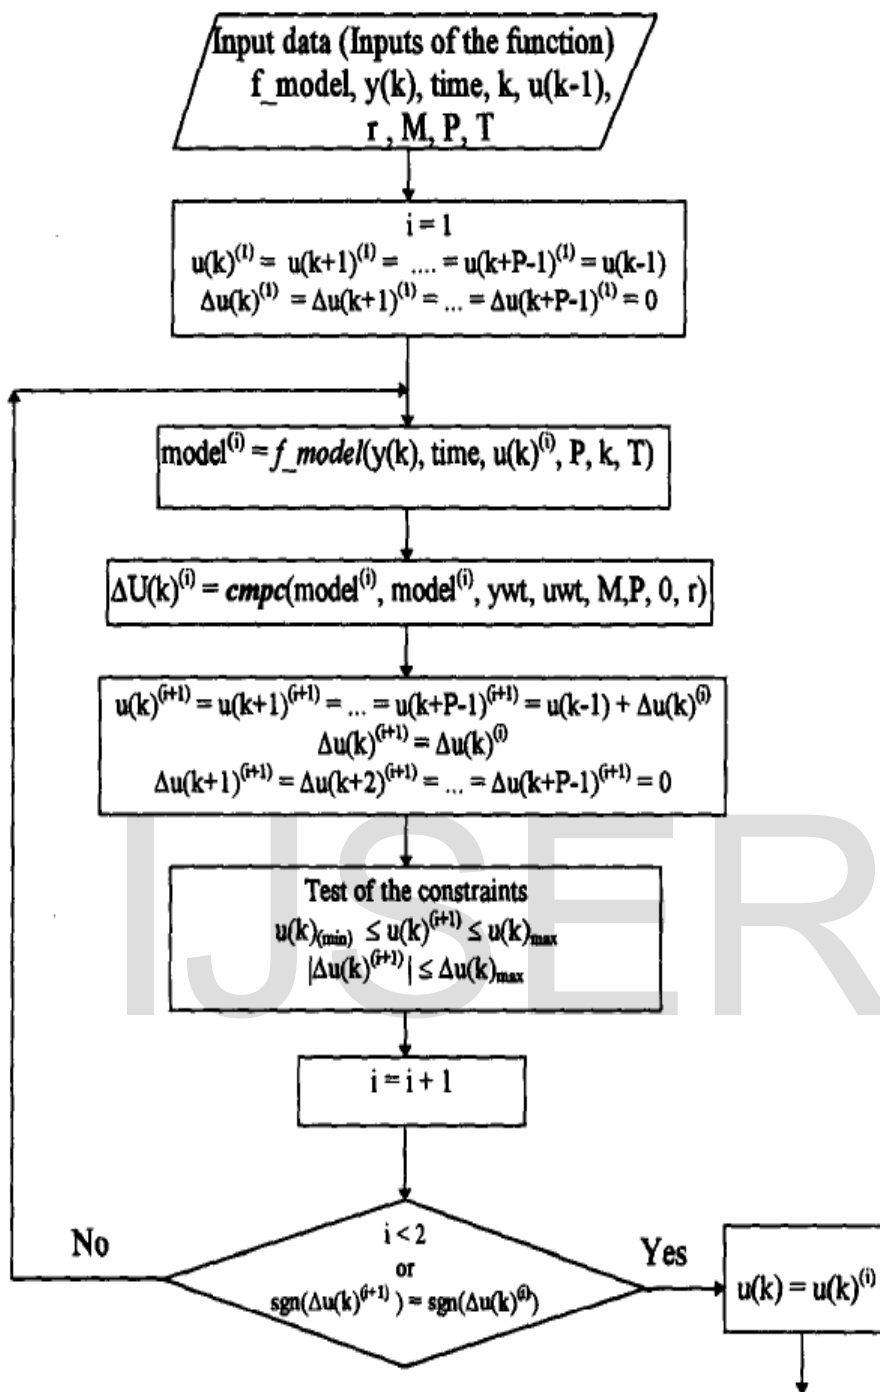 Input data (Inputs of the function)
f_model, y(k), time, k, u(k-1),
r , M, P, T
i = 1
u(k)⁽¹⁾ = u(k+1)⁽¹⁾ = .... = u(k+P-1)⁽¹⁾ = u(k-1)
Δu(k)⁽¹⁾ = Δu(k+1)⁽¹⁾ = ... = Δu(k+P-1)⁽¹⁾ = 0
model⁽ⁱ⁾ = f_model(y(k), time, u(k)⁽ⁱ⁾, P, k, T)
ΔU(k)⁽ⁱ⁾ = cmpc(model⁽ⁱ⁾, model⁽ⁱ⁾, ywt, uwt, M,P, 0, r)
u(k)⁽ⁱ⁺¹⁾ = u(k+1)⁽ⁱ⁺¹⁾ = ... = u(k+P-1)⁽ⁱ⁺¹⁾ = u(k-1) + Δu(k)⁽ⁱ⁾
Δu(k)⁽ⁱ⁺¹⁾ = Δu(k)⁽ⁱ⁾
Δu(k+1)⁽ⁱ⁺¹⁾ = Δu(k+2)⁽ⁱ⁺¹⁾ = ... = Δu(k+P-1)⁽ⁱ⁺¹⁾ = 0
IJSER
Test of the constraints
u(k)₍min₎ ≤ u(k)⁽ⁱ⁺¹⁾ ≤ u(k)max
|Δu(k)⁽ⁱ⁺¹⁾| ≤ Δu(k)max
i = i + 1
i < 2
or
sgn(Δu(k)⁽ⁱ⁺¹⁾ ) = sgn(Δu(k)⁽ⁱ⁾)
No
Yes
u(k) = u(k)⁽ⁱ⁾